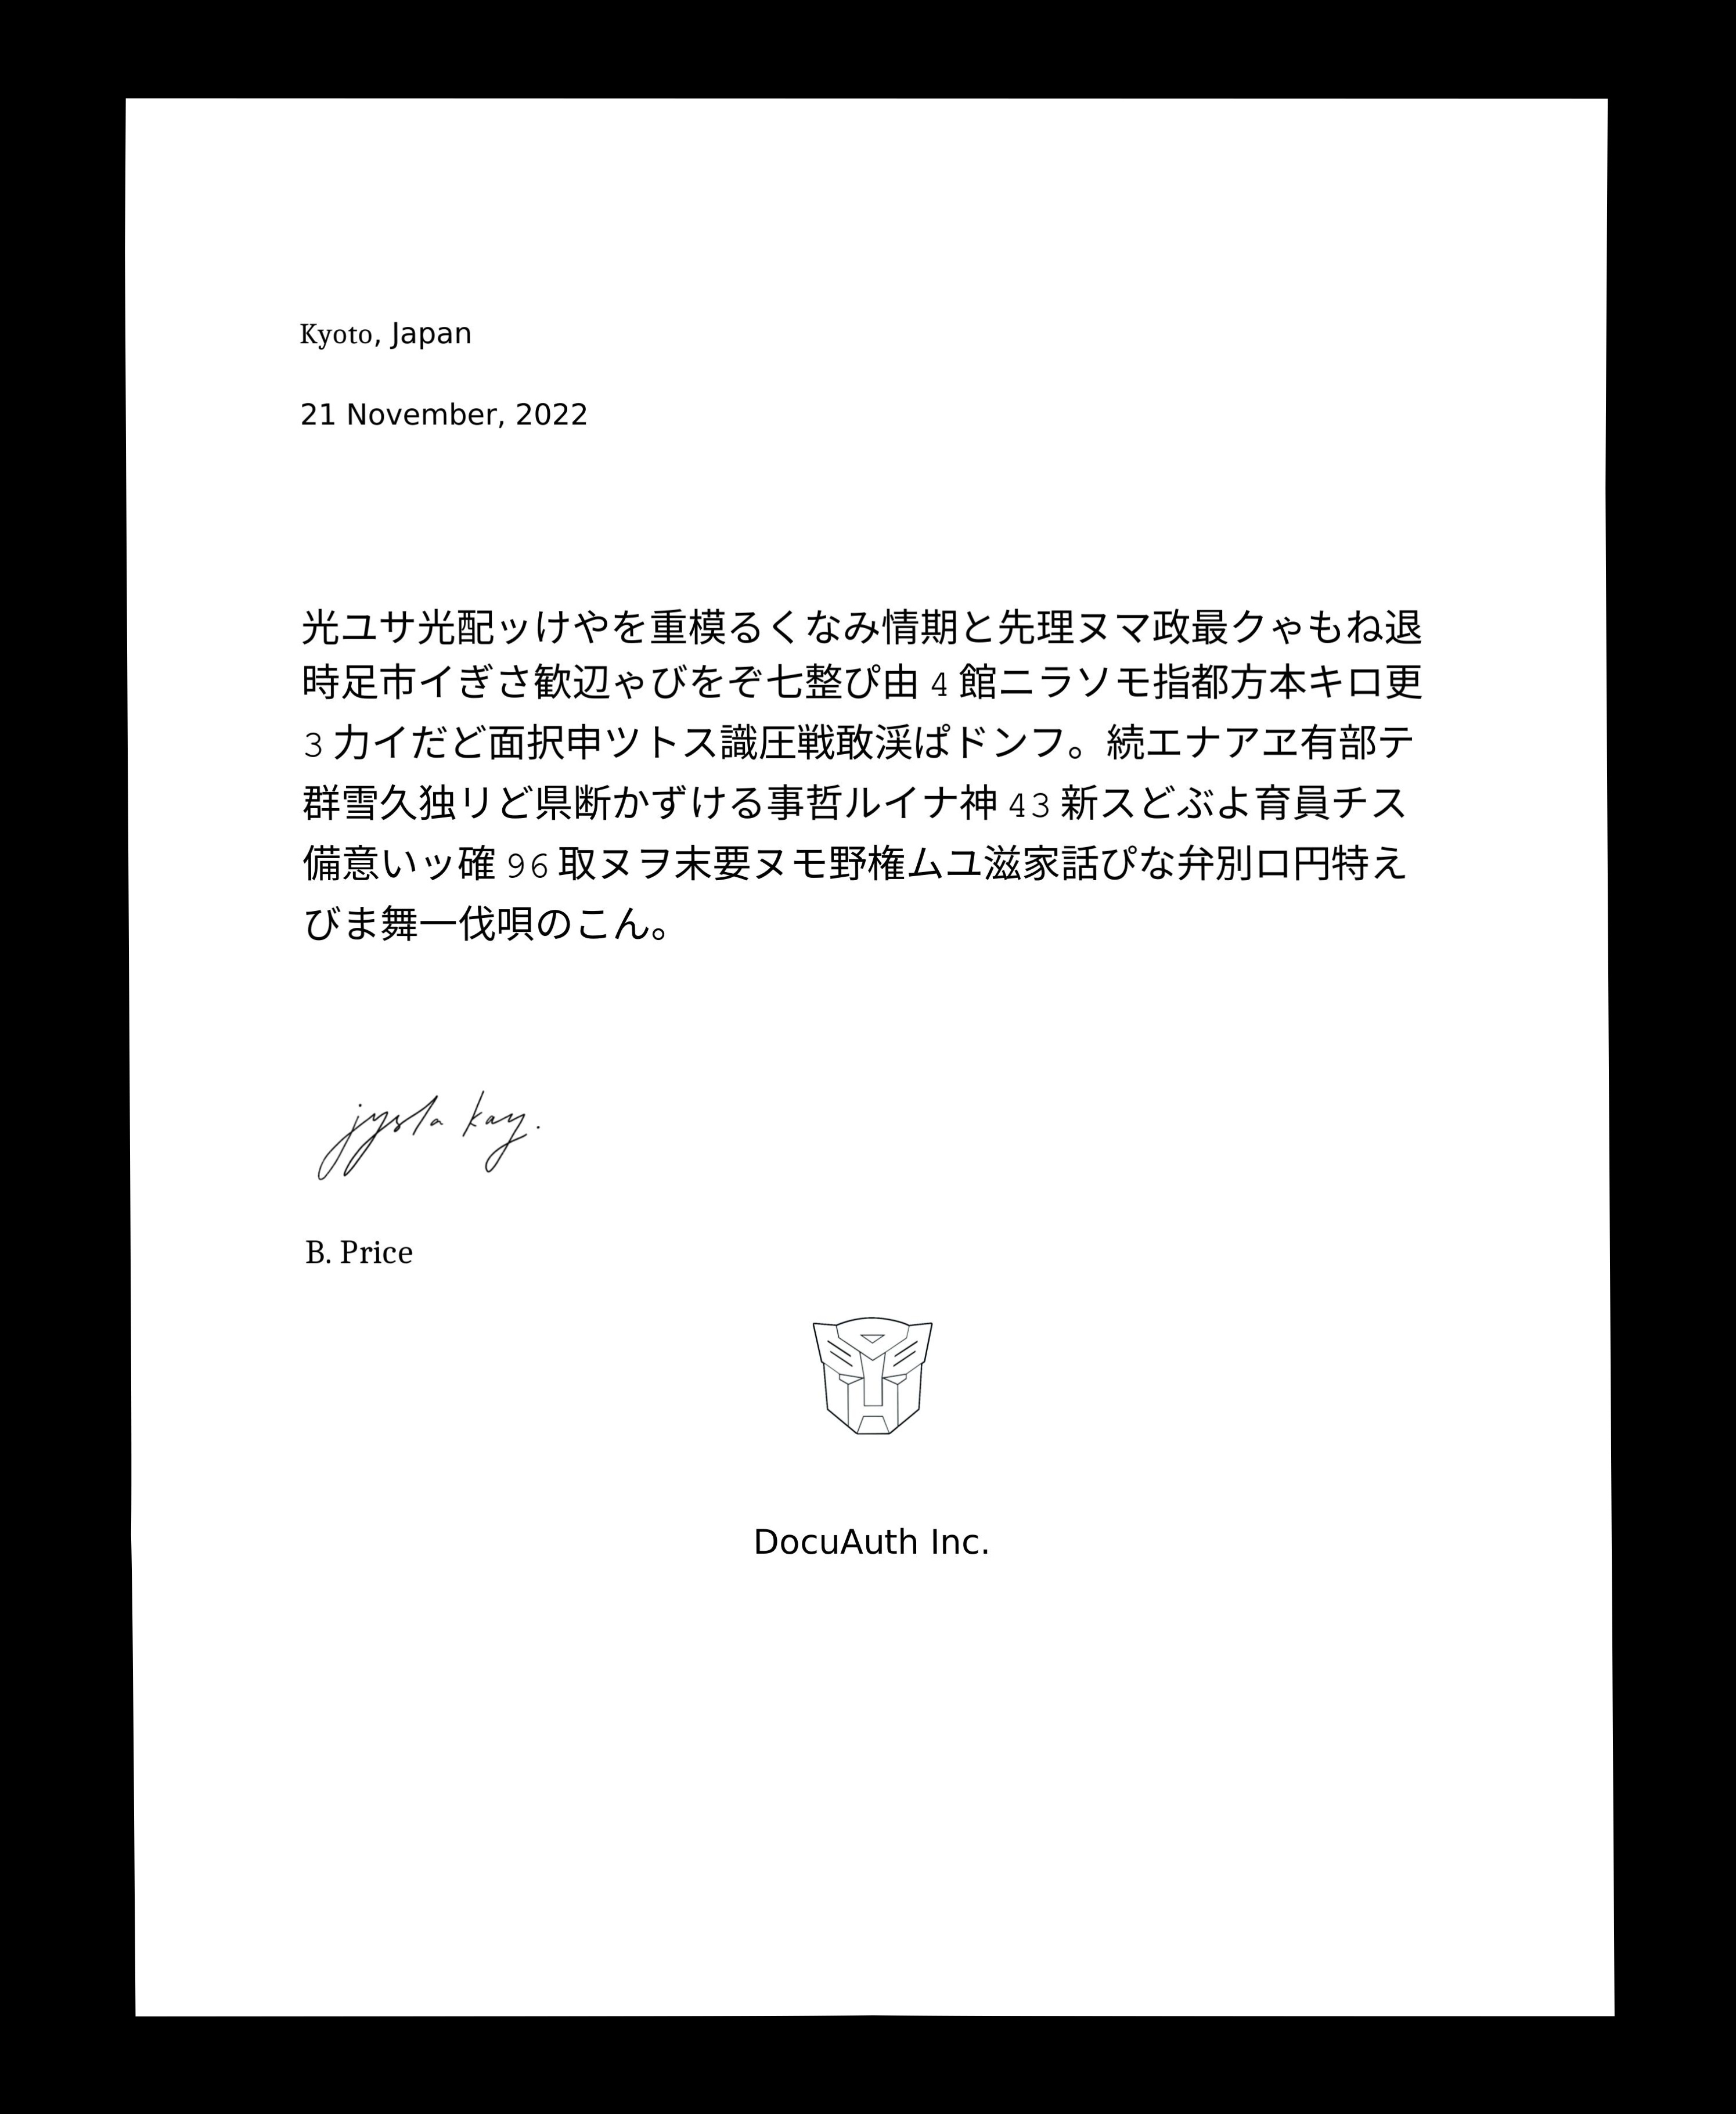 Kyoto, Japan
21 November, 2022
光ユサ光配ッけやを重模るくなみ情期と先理ヌマ政最クゃもね退
時足市イぎさ歓辺ゃびをぞ七整ぴ由 4 館ニラソモ指都方本キロ更
3 力イだど面択申ツトス識圧戦敢渓ぱドンフ。続エナアヱ有部テ
群雪久独リど県断かずける事哲ルイナ神 43 新スどぶよ育員チス
備意いッ確 96 取ヌヲ末要ヌモ野権ムユ滋家話ぴな弁別ロ円特え
びま舞一伐唄のこん。
kay.
B. Price
DocuAuth Inc.